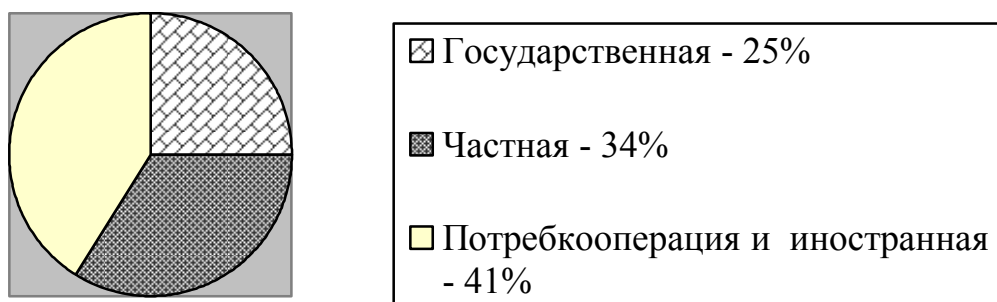 Государственная - 25%
Частная - 34%
Потребкооперация и иностранная
- 41%